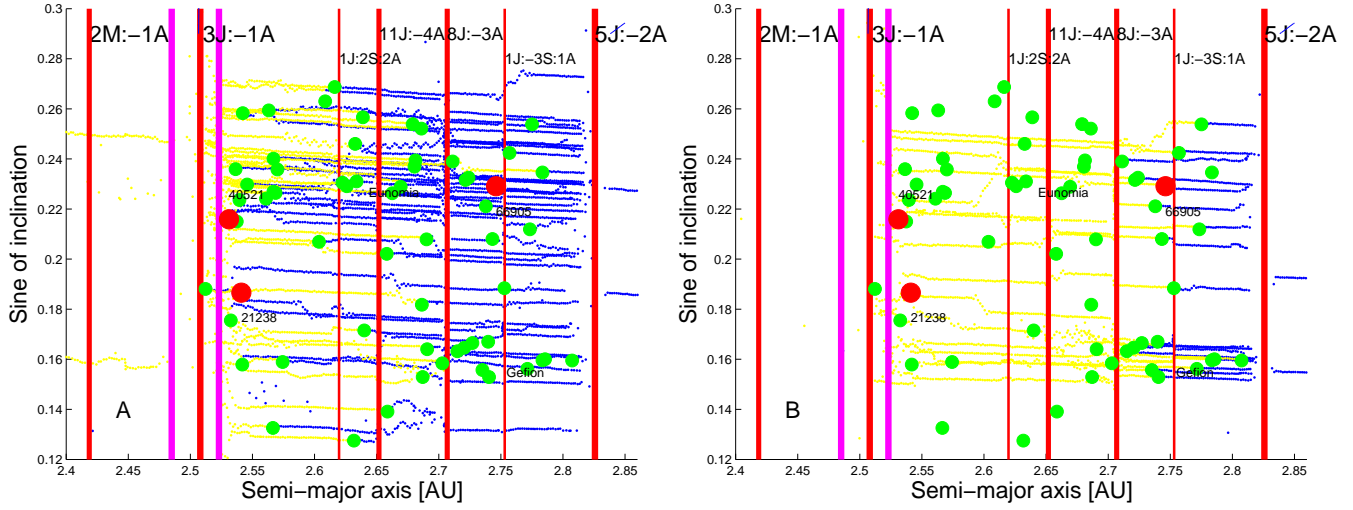 2M:−1A 3J:−1A 11J:−4A 8J:−3A 5J:−2A
1J:2S:2A 1J:−3S:1A
0.28
0.26
0.24
0.22
0.2
0.18
0.16
0.14
0.12
Sine of inclination
40521
Eunomia
66905
21238
Gefion
A
2.4 2.45 2.5 2.55 2.6 2.65 2.7 2.75 2.8 2.85
Semi−major axis [AU]
2M:−1A 3J:−1A 11J:−4A 8J:−3A 5J:−2A
1J:2S:2A 1J:−3S:1A
0.28
0.26
0.24
0.22
0.2
0.18
0.16
0.14
0.12
Sine of inclination
40521
Eunomia
66905
21238
Gefion
B
2.4 2.45 2.5 2.55 2.6 2.65 2.7 2.75 2.8 2.85
Semi−major axis [AU]